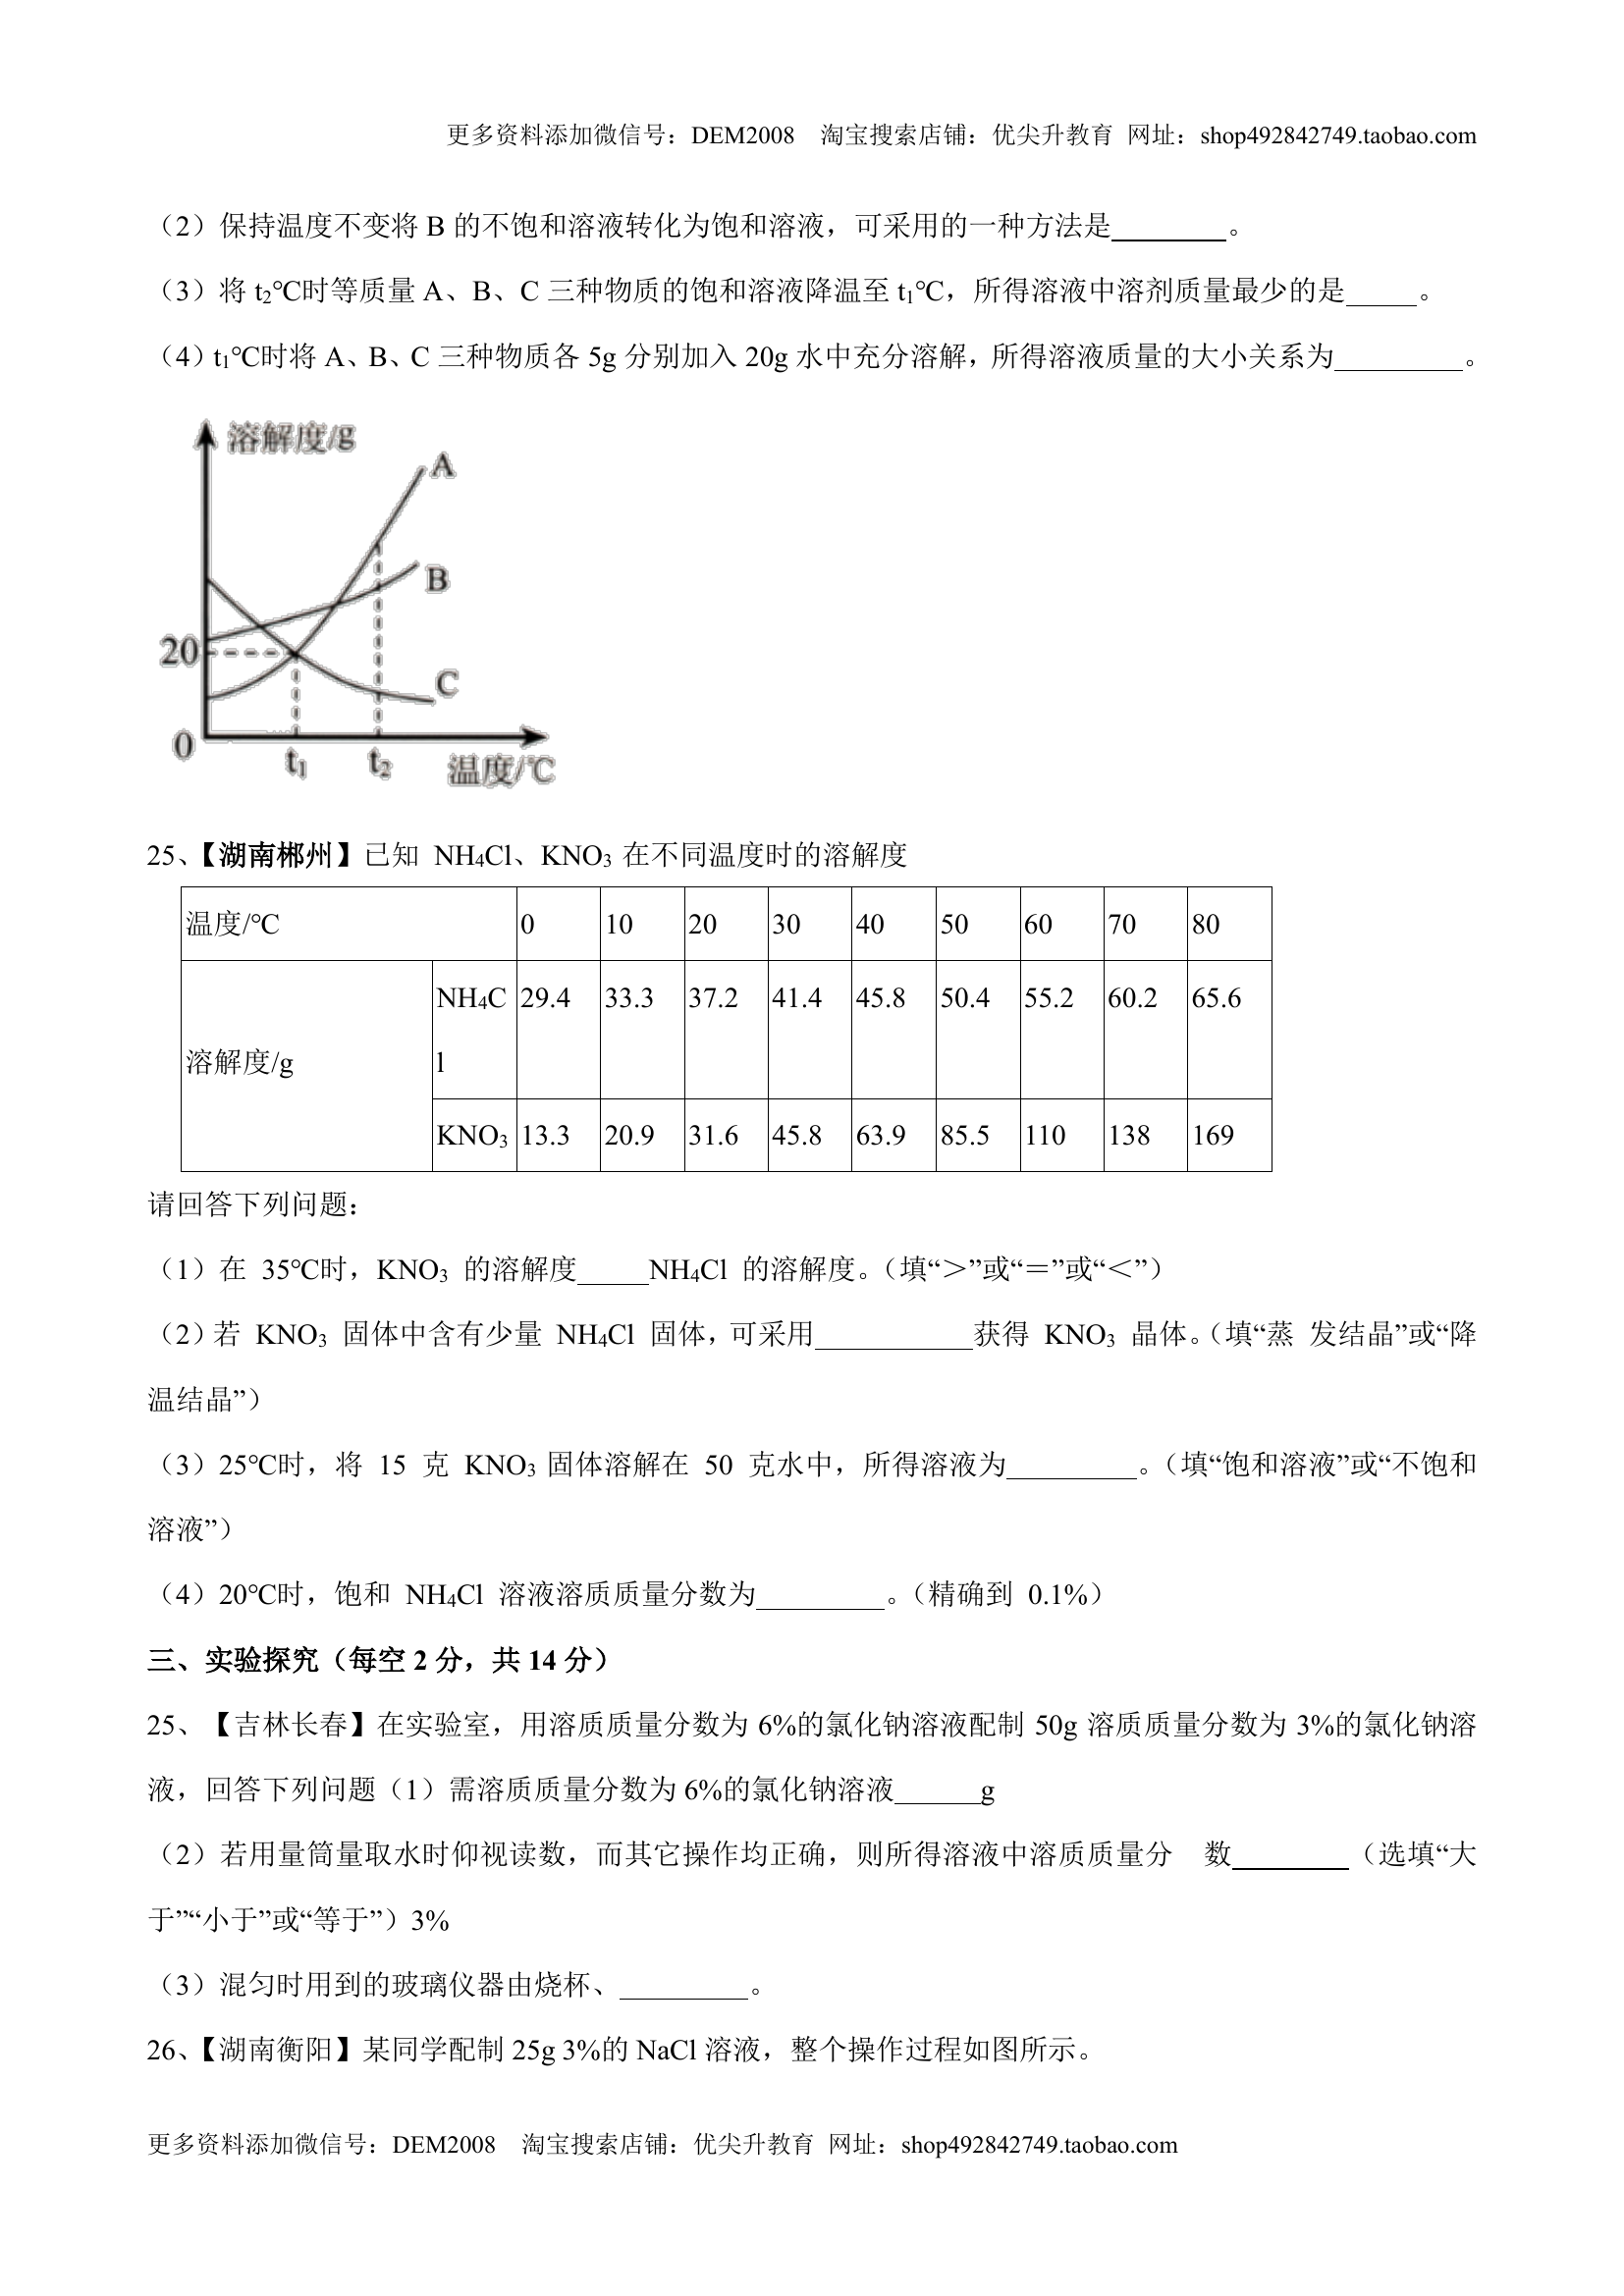 更多资料添加微信号：DEM2008 淘宝搜索店铺：优尖升教育 网址：shop492842749.taobao.com
（2）保持温度不变将 B 的不饱和溶液转化为饱和溶液，可采用的一种方法是________。
（3）将 t₂℃时等质量 A、B、C 三种物质的饱和溶液降温至 t₁℃，所得溶液中溶剂质量最少的是_____。
（4）t₁℃时将 A、B、C 三种物质各 5g 分别加入 20g 水中充分溶解，所得溶液质量的大小关系为_________。
溶解度/g
A
B
20
C
0
t₁ t₂ 温度/℃
25、【湖南郴州】已知 NH₄Cl、KNO₃ 在不同温度时的溶解度
温度/℃ 0 10 20 30 40 50 60 70 80
NH₄C 29.4 33.3 37.2 41.4 45.8 50.4 55.2 60.2 65.6
溶解度/g l
KNO₃ 13.3 20.9 31.6 45.8 63.9 85.5 110 138 169
请回答下列问题：
（1）在 35℃时，KNO₃ 的溶解度_____NH₄Cl 的溶解度。（填“＞”或“＝”或“＜”）
（2）若 KNO₃ 固体中含有少量 NH₄Cl 固体，可采用___________获得 KNO₃ 晶体。（填“蒸 发结晶”或“降
温结晶”）
（3）25℃时，将 15 克 KNO₃ 固体溶解在 50 克水中，所得溶液为_________。（填“饱和溶液”或“不饱和
溶液”）
（4）20℃时，饱和 NH₄Cl 溶液溶质质量分数为_________。（精确到 0.1%）
三、实验探究（每空 2 分，共 14 分）
25、【吉林长春】在实验室，用溶质质量分数为 6%的氯化钠溶液配制 50g 溶质质量分数为 3%的氯化钠溶
液，回答下列问题（1）需溶质质量分数为 6%的氯化钠溶液______g
（2）若用量筒量取水时仰视读数，而其它操作均正确，则所得溶液中溶质质量分 数________（选填“大
于”“小于”或“等于”）3%
（3）混匀时用到的玻璃仪器由烧杯、_________。
26、【湖南衡阳】某同学配制 25g 3%的 NaCl 溶液，整个操作过程如图所示。
更多资料添加微信号：DEM2008 淘宝搜索店铺：优尖升教育 网址：shop492842749.taobao.com